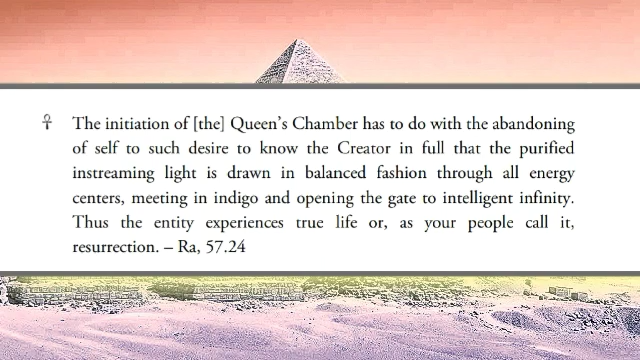 ☥ The initiation of [the] Queen's Chamber has to do with the abandoning
of self to such desire to know the Creator in full that the purified
instreaming light is drawn in balanced fashion through all energy
centers, meeting in indigo and opening the gate to intelligent infinity.
Thus the entity experiences true life or, as your people call it,
resurrection. – Ra, 57.24